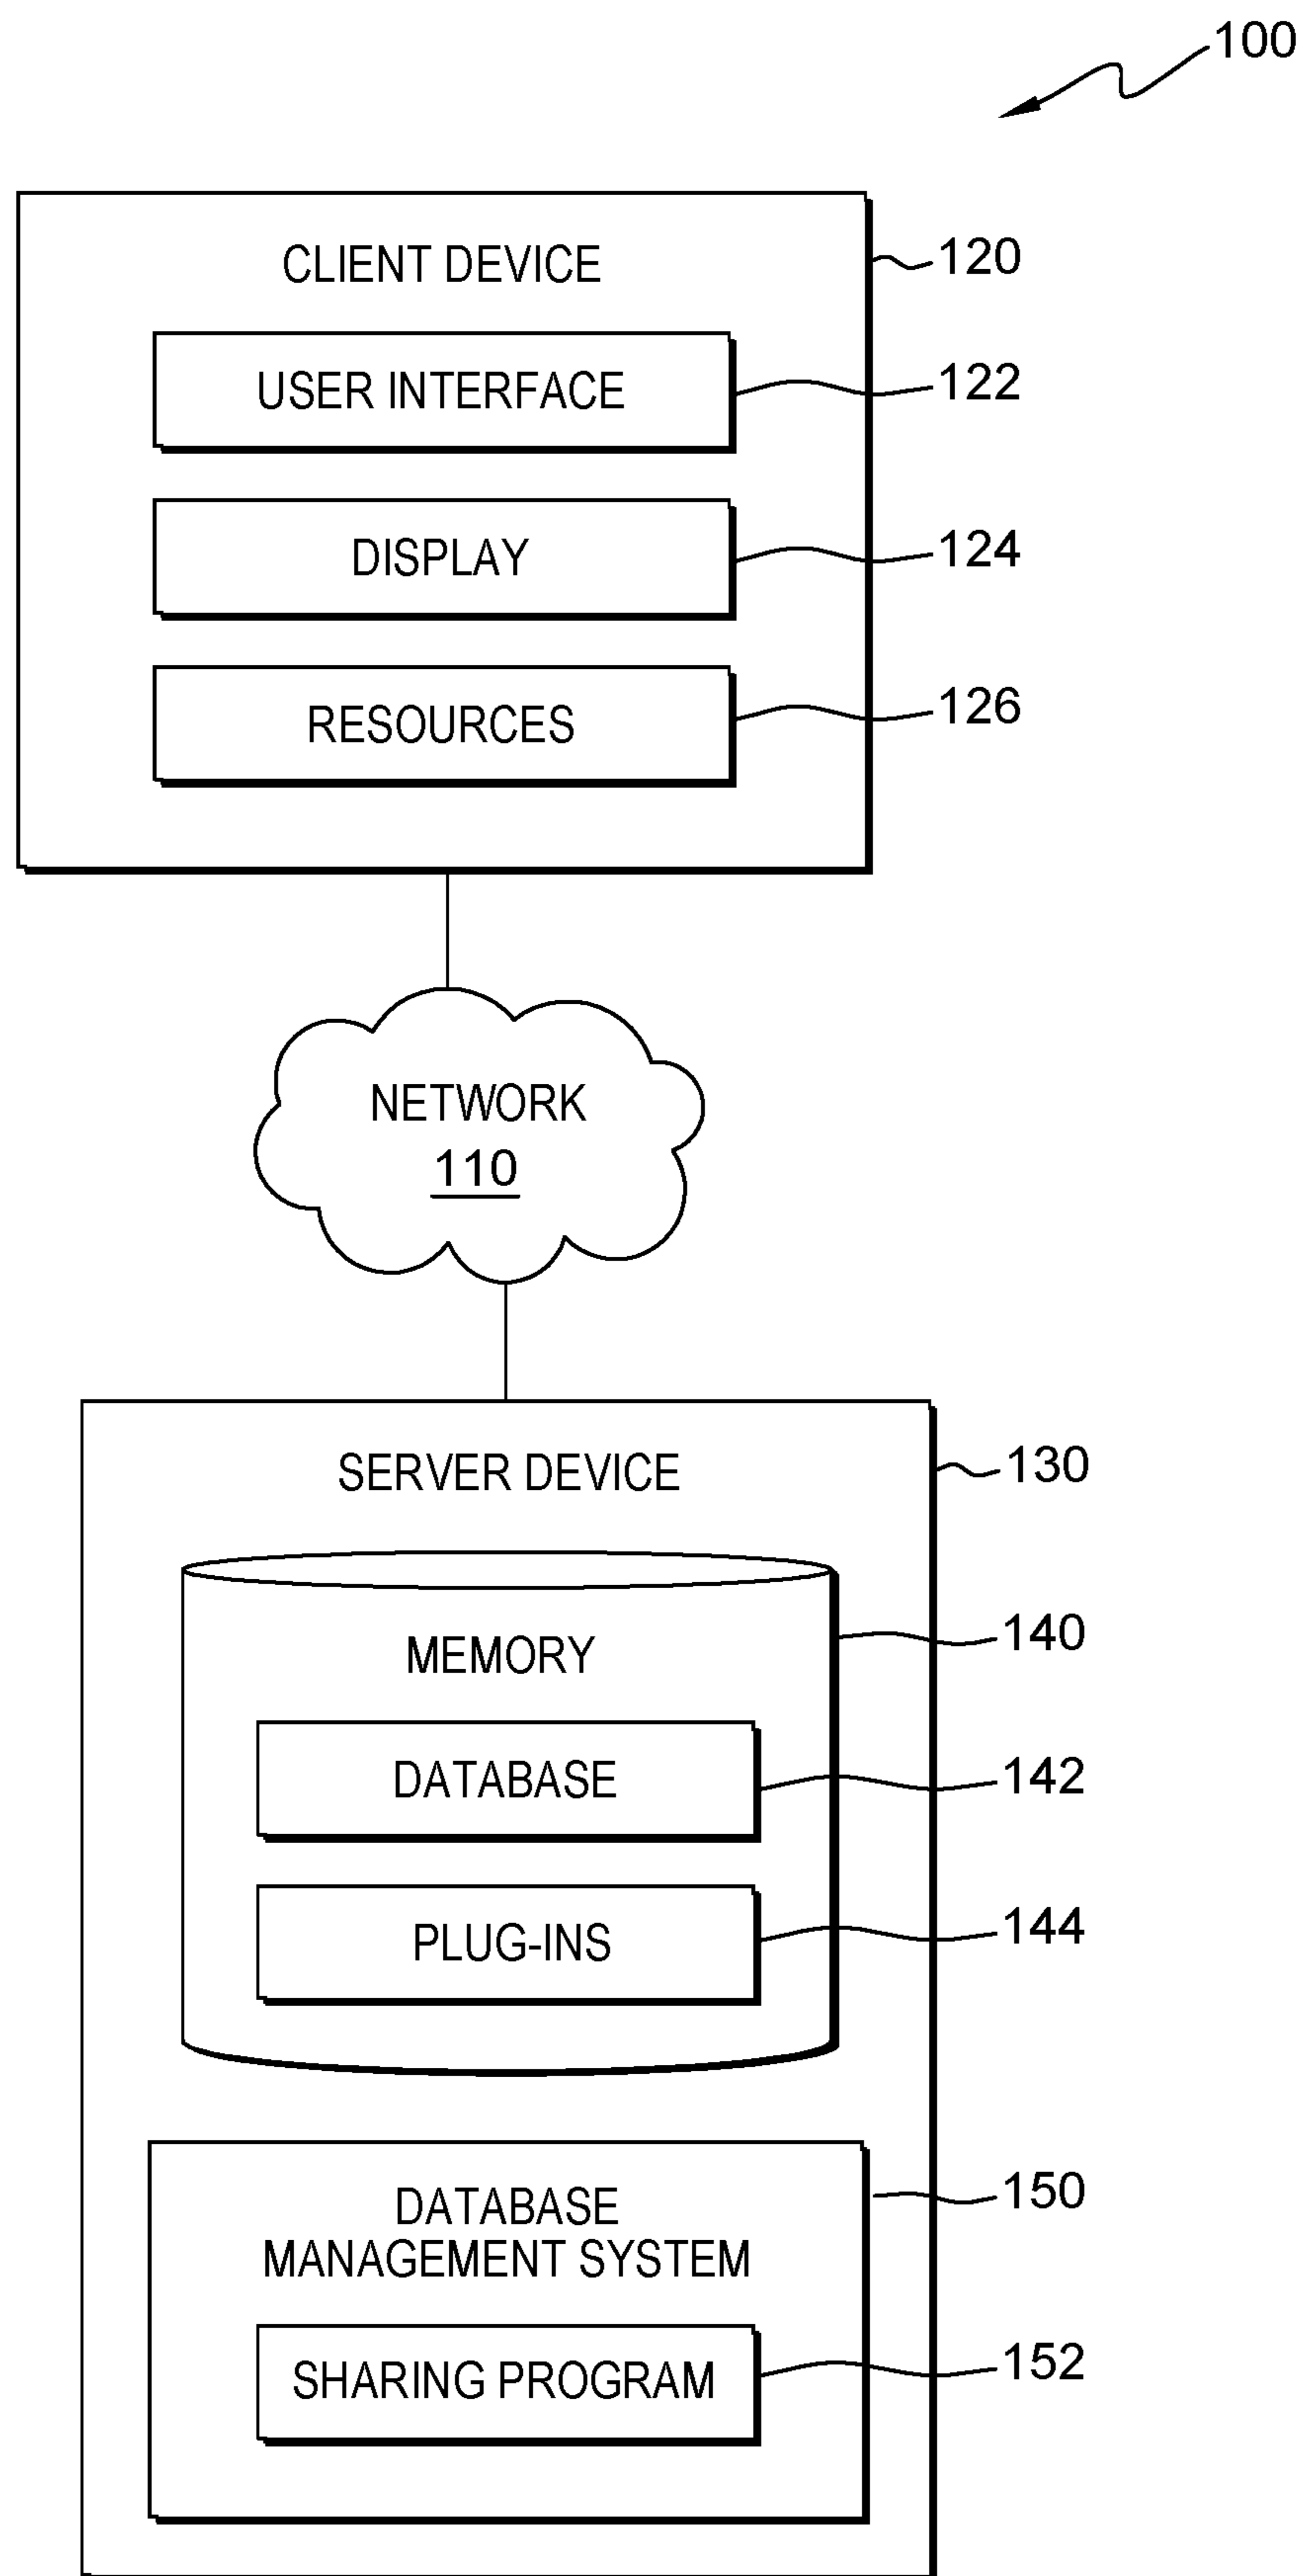 100
CLIENT DEVICE
120
USER INTERFACE
122
DISPLAY
124
RESOURCES
126
NETWORK
110
SERVER DEVICE
130
MEMORY
140
DATABASE
142
PLUG-INS
144
DATABASE
MANAGEMENT SYSTEM
150
SHARING PROGRAM
152